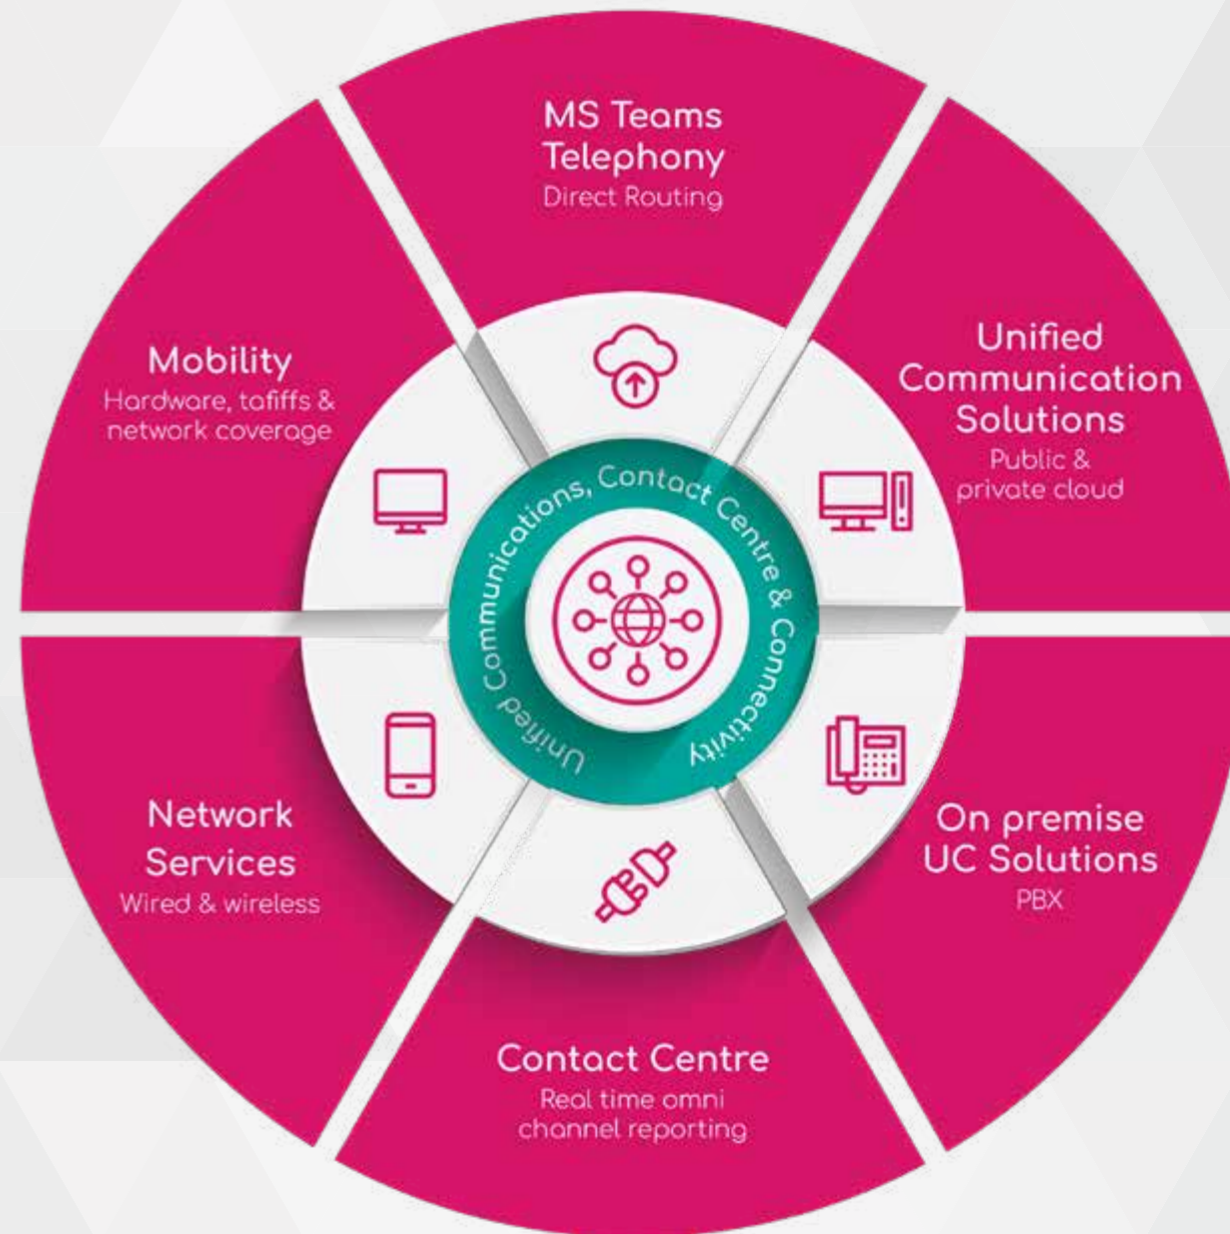 MS Teams
Telephony
Direct Routing
Unified
Communication
Solutions
Public &
private cloud
On premise
UC Solutions
PBX
Contact Centre
Real time omni
channel reporting
Network
Services
Wired & wireless
Mobility
Hardware, tafiffs &
network coverage
Unified Communications, Contact Centre & Connectivity